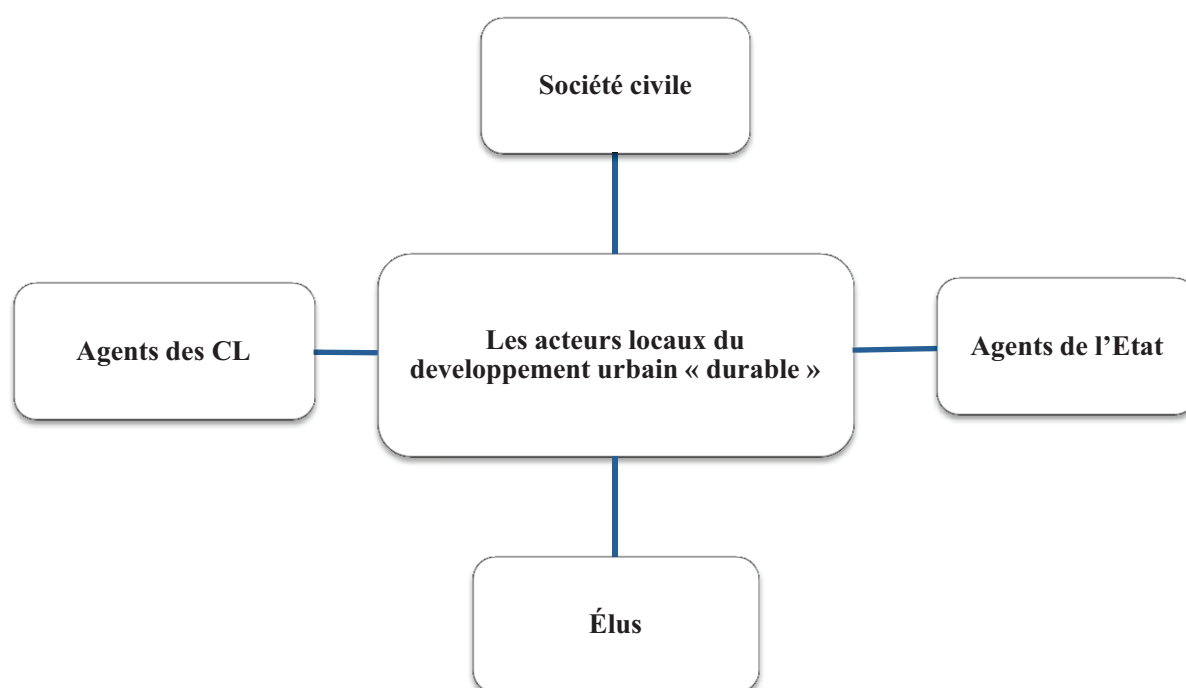 Société civile
Agents des CL
Les acteurs locaux du
developpement urbain « durable »
Agents de l’Etat
Élus